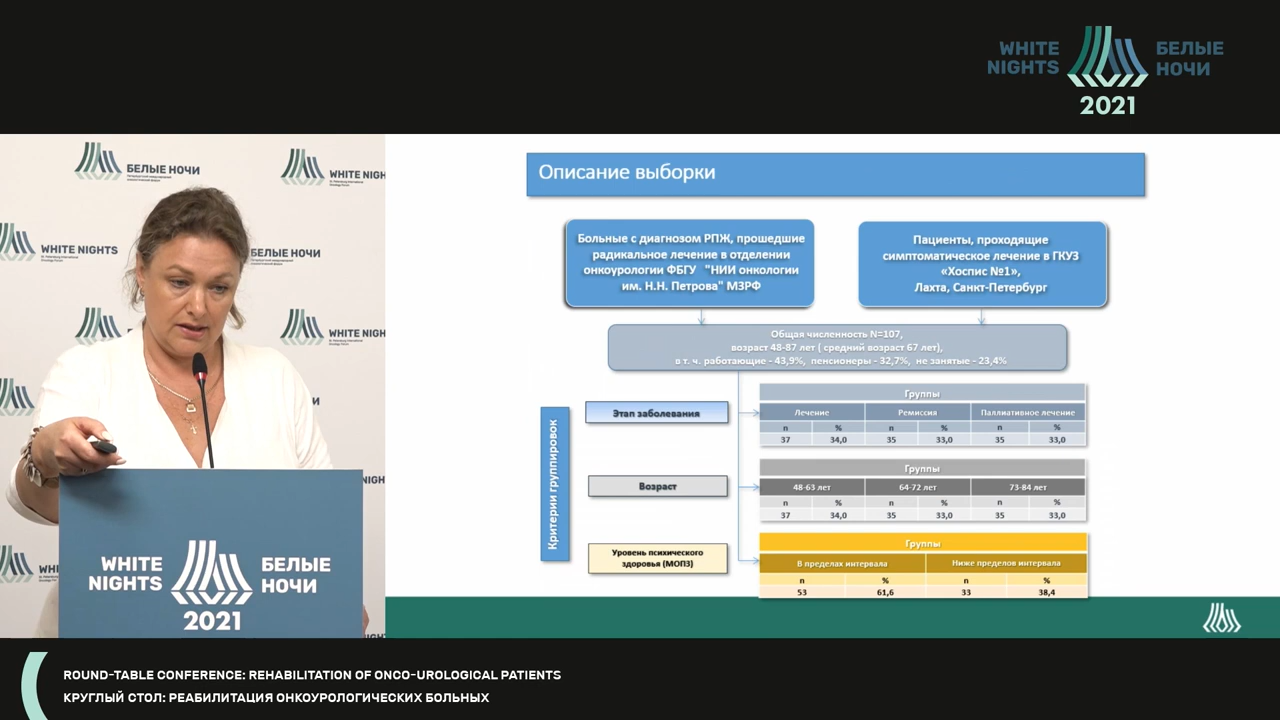 WHITE
NIGHTS
БЕЛЫЕ
НОЧИ
2021
БЕЛЫЕ НОЧИ
WHITE NIGH
WHITE NIGHTS
БЕЛЫЕ НОЧИ
WHITE NIGH
WHITE
NIGHTS
БЕЛЫЕ
НОЧИ
2021
Описание выборки
Больные с диагнозом РПЖ, прошедшие
радикальное лечение в отделении
онкоурологии ФБГУ "НИИ онкологии
им. Н.Н. Петрова" МЗРФ
Пациенты, проходящие
симптоматическое лечение в ГКУЗ
«Хоспис №1»,
Лахта, Санкт-Петербург
Общая численность N=107,
возраст 48-87 лет ( средний возраст 67 лет),
в т. ч. работающие - 43,9%, пенсионеры - 32,7%, не занятые - 23,4%
Критерии группировок
Этап заболевания
Группы
Лечение Ремиссия Паллиативное лечение
n % n % n %
37 34,0 35 33,0 35 33,0
Возраст
Группы
48-63 лет 64-72 лет 73-84 лет
n % n % n %
37 34,0 35 33,0 35 33,0
Уровень психического
здоровья (МОПЗ)
Группы
В пределах интервала Ниже пределов интервала
n % n %
53 61,6 33 38,4
ROUND-TABLE CONFERENCE: REHABILITATION OF ONCO-UROLOGICAL PATIENTS
КРУГЛЫЙ СТОЛ: РЕАБИЛИТАЦИЯ ОНКОУРОЛОГИЧЕСКИХ БОЛЬНЫХ